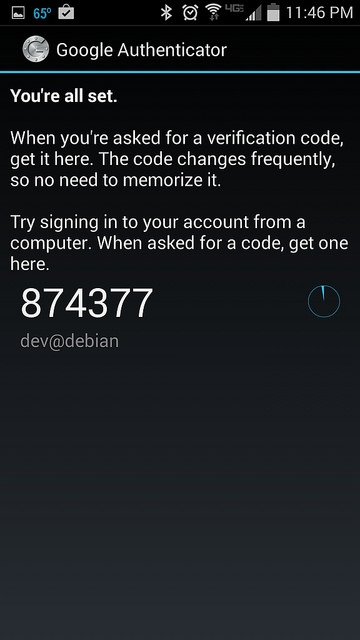 65° 4G 11:46 PM
Google Authenticator
You're all set.
When you're asked for a verification code,
get it here. The code changes frequently,
so no need to memorize it.
Try signing in to your account from a
computer. When asked for a code, get one
here.
874377
dev@debian